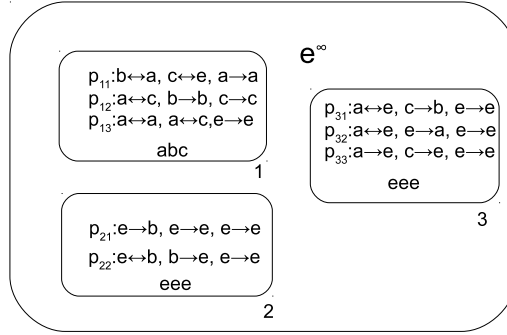 e∞
p11:b↔a, c↔e, a→a
p12:a↔c, b→b, c→c
p13:a↔a, a↔c,e→e
abc
1
p31:a↔e, c→b, e→e
p32:a↔e, e→a, e→e
p33:a→e, c→e, e→e
eee
3
p21:e→b, e→e, e→e
p22:e↔b, b→e, e→e
eee
2